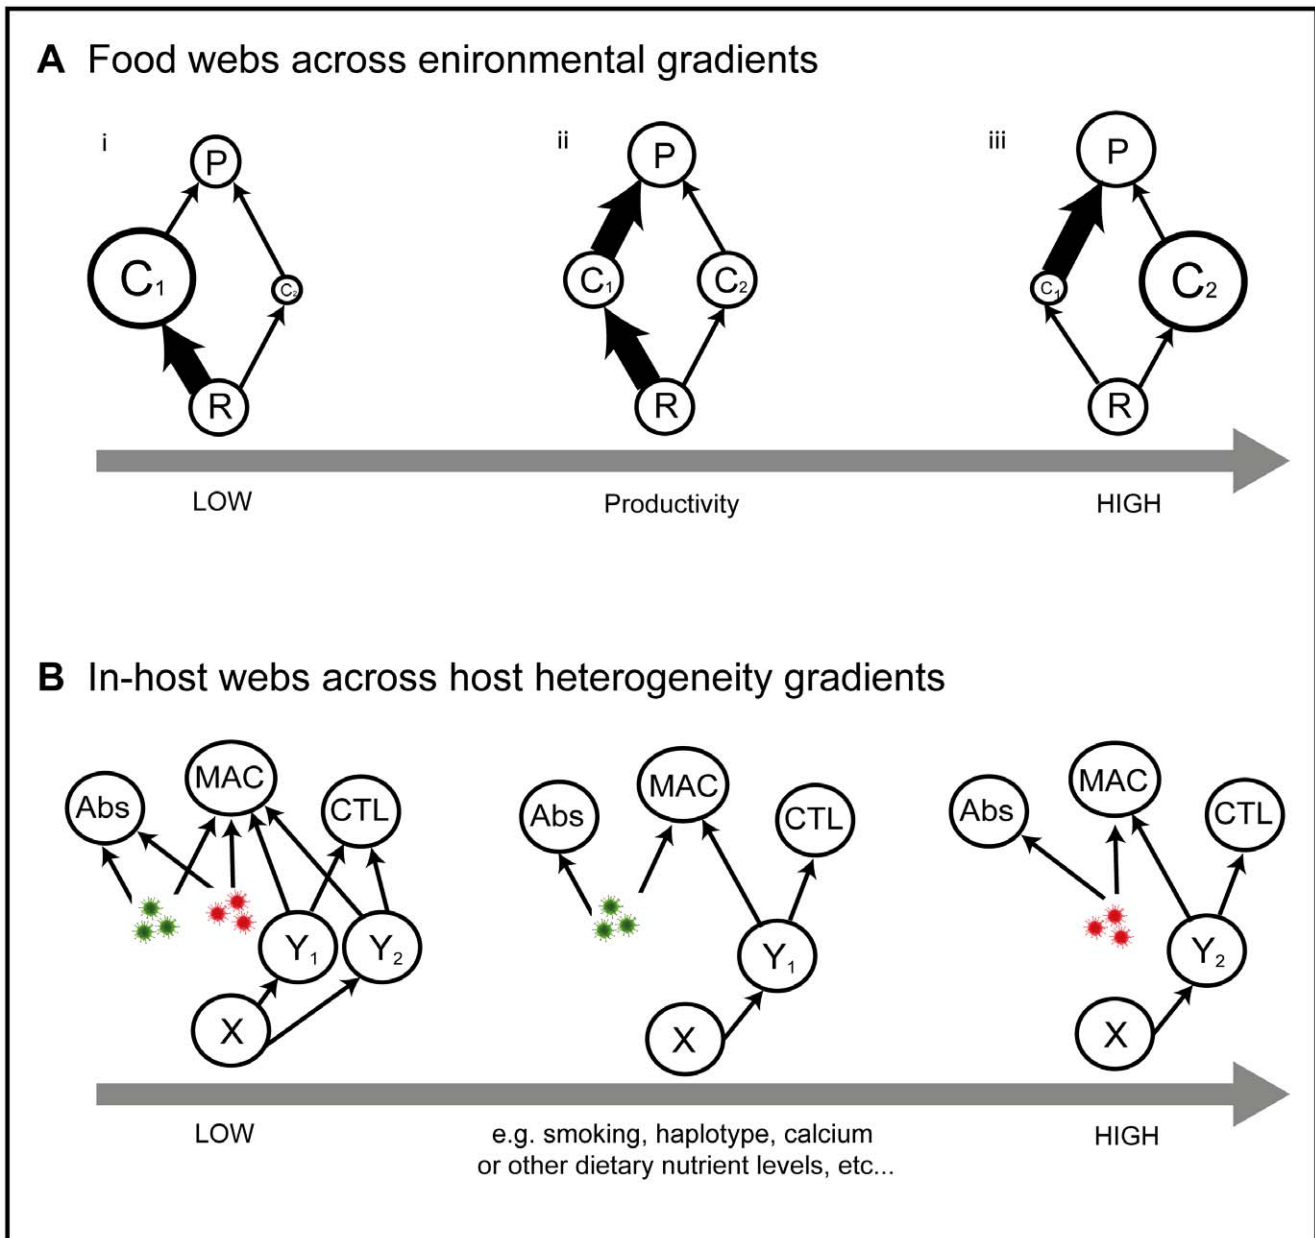 A Food webs across enironmental gradients
i
ii
iii
P
P
P
C1
C2
C1
C2
C1
C2
R
R
R
LOW
Productivity
HIGH
B In-host webs across host heterogeneity gradients
Abs
MAC
CTL
Abs
MAC
CTL
Abs
MAC
CTL
Y1
Y2
Y1
Y2
X
X
X
LOW
e.g. smoking, haplotype, calcium
or other dietary nutrient levels, etc...
HIGH